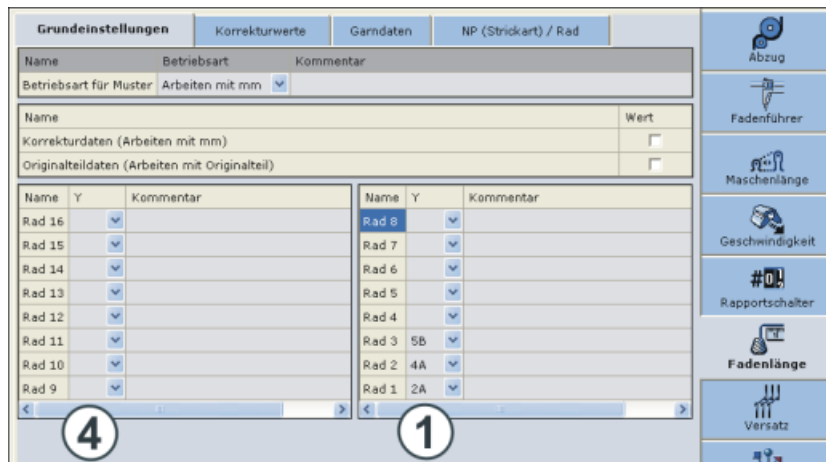 Grundeinstellungen Korrekturwerte Garndaten NP (Strickart) / Rad
Name Betriebsart Kommentar
Betriebsart für Muster Arbeiten mit mm
Name Wert
Korrekturdaten (Arbeiten mit mm)
Originalteildaten (Arbeiten mit Originalteil)
Name Y Kommentar
Rad 16
Rad 15
Rad 14
Rad 13
Rad 12
Rad 11
Rad 10
Rad 9
4
Name Y Kommentar
Rad 8
Rad 7
Rad 6
Rad 5
Rad 4
Rad 3 5B
Rad 2 4A
Rad 1 2A
1
Abzug
Fadenführer
Maschenlänge
Geschwindigkeit
#0
Rapportschalter
Fadenlänge
Versatz